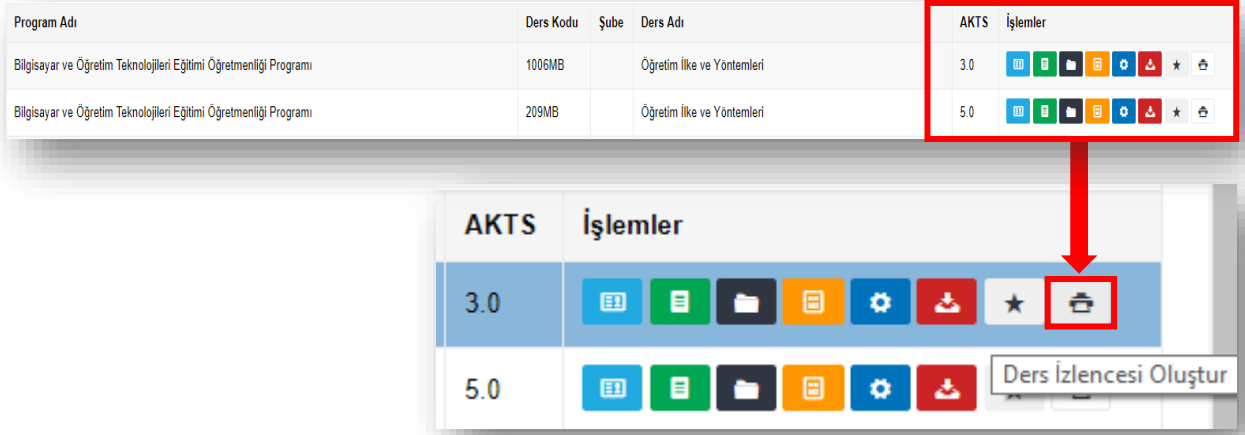 Program Adı Ders Kodu Şube Ders Adı AKTS İşlemler
Bilgisayar ve Öğretim Teknolojileri Eğitimi Öğretmenliği Programı 1006MB Öğretim İlke ve Yöntemleri 3.0
Bilgisayar ve Öğretim Teknolojileri Eğitimi Öğretmenliği Programı 209MB Öğretim İlke ve Yöntemleri 5.0
AKTS İşlemler
3.0
Ders İzlencesi Oluştur
5.0